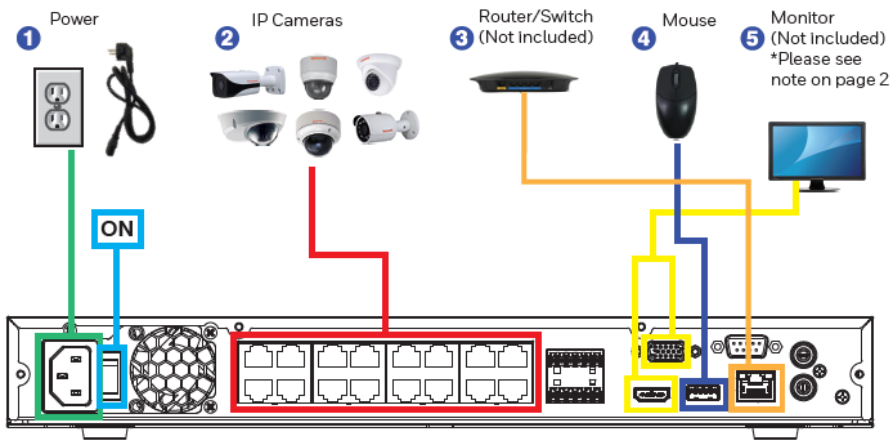 1 Power
2 IP Cameras
3 Router/Switch
(Not included)
4 Mouse
5 Monitor
(Not included)
*Please see
note on page 2
ON